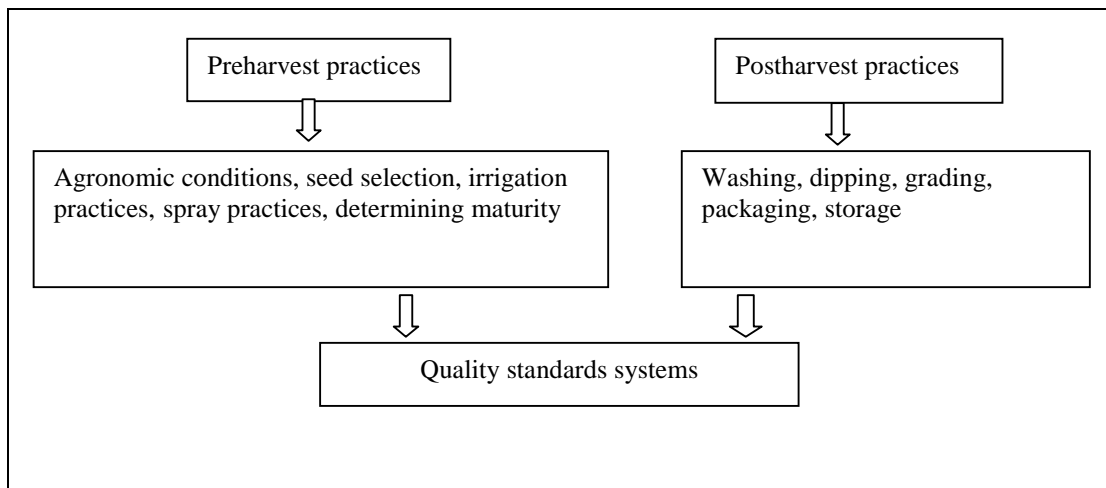 Preharvest practices
Postharvest practices
Agronomic conditions, seed selection, irrigation
practices, spray practices, determining maturity
Washing, dipping, grading,
packaging, storage
Quality standards systems